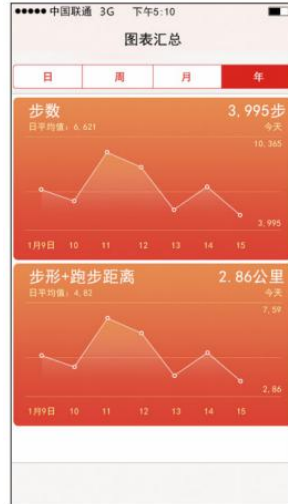 中国联通 3G 下午5:10
图表汇总
日 周 月 年
步数 3,995步
日平均值：6,621 今天
10,365
3,995
1月9日 10 11 12 13 14 15
步形+跑步距离 2.86公里
日平均值：4,82 今天
7,59
2,86
1月9日 10 11 12 13 14 15